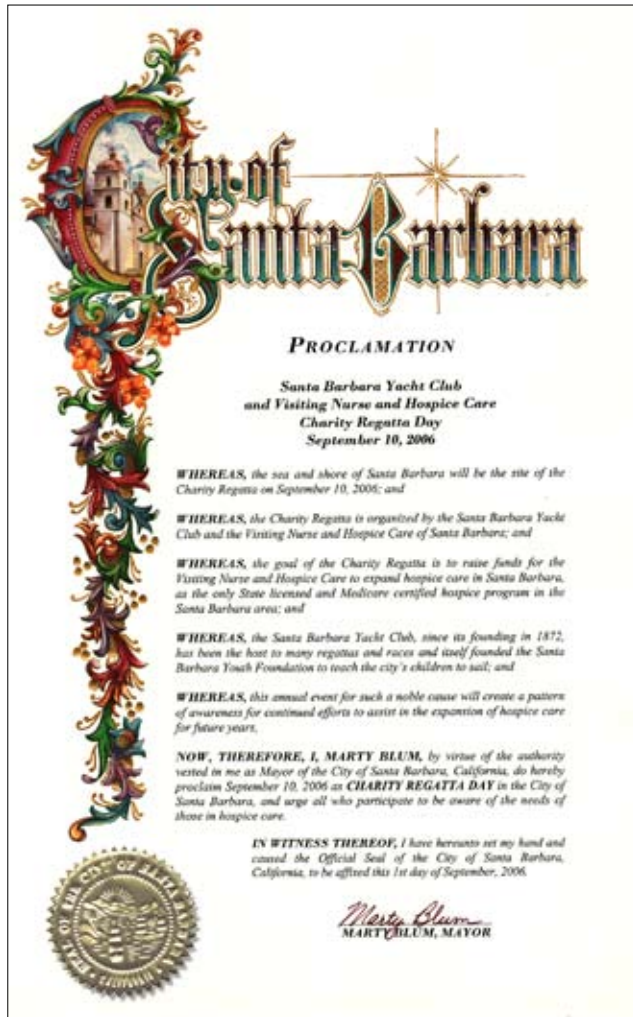 City of
Santa Barbara
PROCLAMATION
Santa Barbara Yacht Club
and Visiting Nurse and Hospice Care
Charity Regatta Day
September 10, 2006
WHEREAS, the sea and shore of Santa Barbara will be the site of the
Charity Regatta on September 10, 2006; and
WHEREAS, the Charity Regatta is organized by the Santa Barbara Yacht
Club and the Visiting Nurse and Hospice Care of Santa Barbara; and
WHEREAS, the goal of the Charity Regatta is to raise funds for the
Visiting Nurse and Hospice Care to expand hospice care in Santa Barbara,
as the only State licensed and Medicare certified hospice program in the
Santa Barbara area; and
WHEREAS, the Santa Barbara Yacht Club, since its founding in 1872,
has been the host to many regattas and races and itself founded the Santa
Barbara Youth Foundation to teach the city's children to sail; and
WHEREAS, this annual event for such a noble cause will create a pattern
of awareness for continued efforts to assist in the expansion of hospice care
for future years,
NOW, THEREFORE, I, MARTY BLUM, by virtue of the authority
vested in me as Mayor of the City of Santa Barbara, California, do hereby
proclaim September 10, 2006 as CHARITY REGATTA DAY in the City of
Santa Barbara, and urge all who participate to be aware of the needs of
those in hospice care.
IN WITNESS THEREOF, I have hereunto set my hand and
caused the Official Seal of the City of Santa Barbara,
California, to be affixed this 1st day of September, 2006.
Marty Blum
MARTY BLUM, MAYOR
SEAL OF THE CITY OF SANTA BARBARA